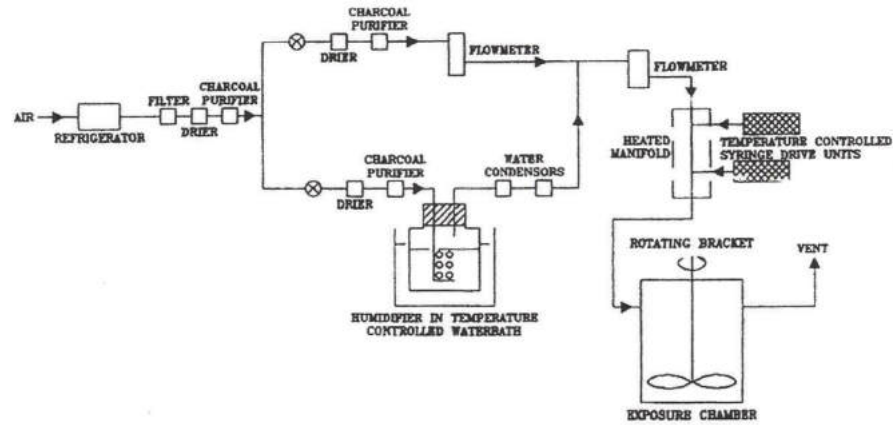 CHARCOAL
PURIFIER
DRIER
FLOWMETER
FLOWMETER
AIR
REFRIGERATOR
FILTER
DRIER
CHARCOAL
PURIFIER
HEATED
MANIFOLD
TEMPERATURE CONTROLLED
SYRINGE DRIVE UNITS
CHARCOAL
PURIFIER
DRIER
WATER
CONDENSORS
HUMIDIFIER IN TEMPERATURE
CONTROLLED WATERBATH
ROTATING BRACKET
VENT
EXPOSURE CHAMBER